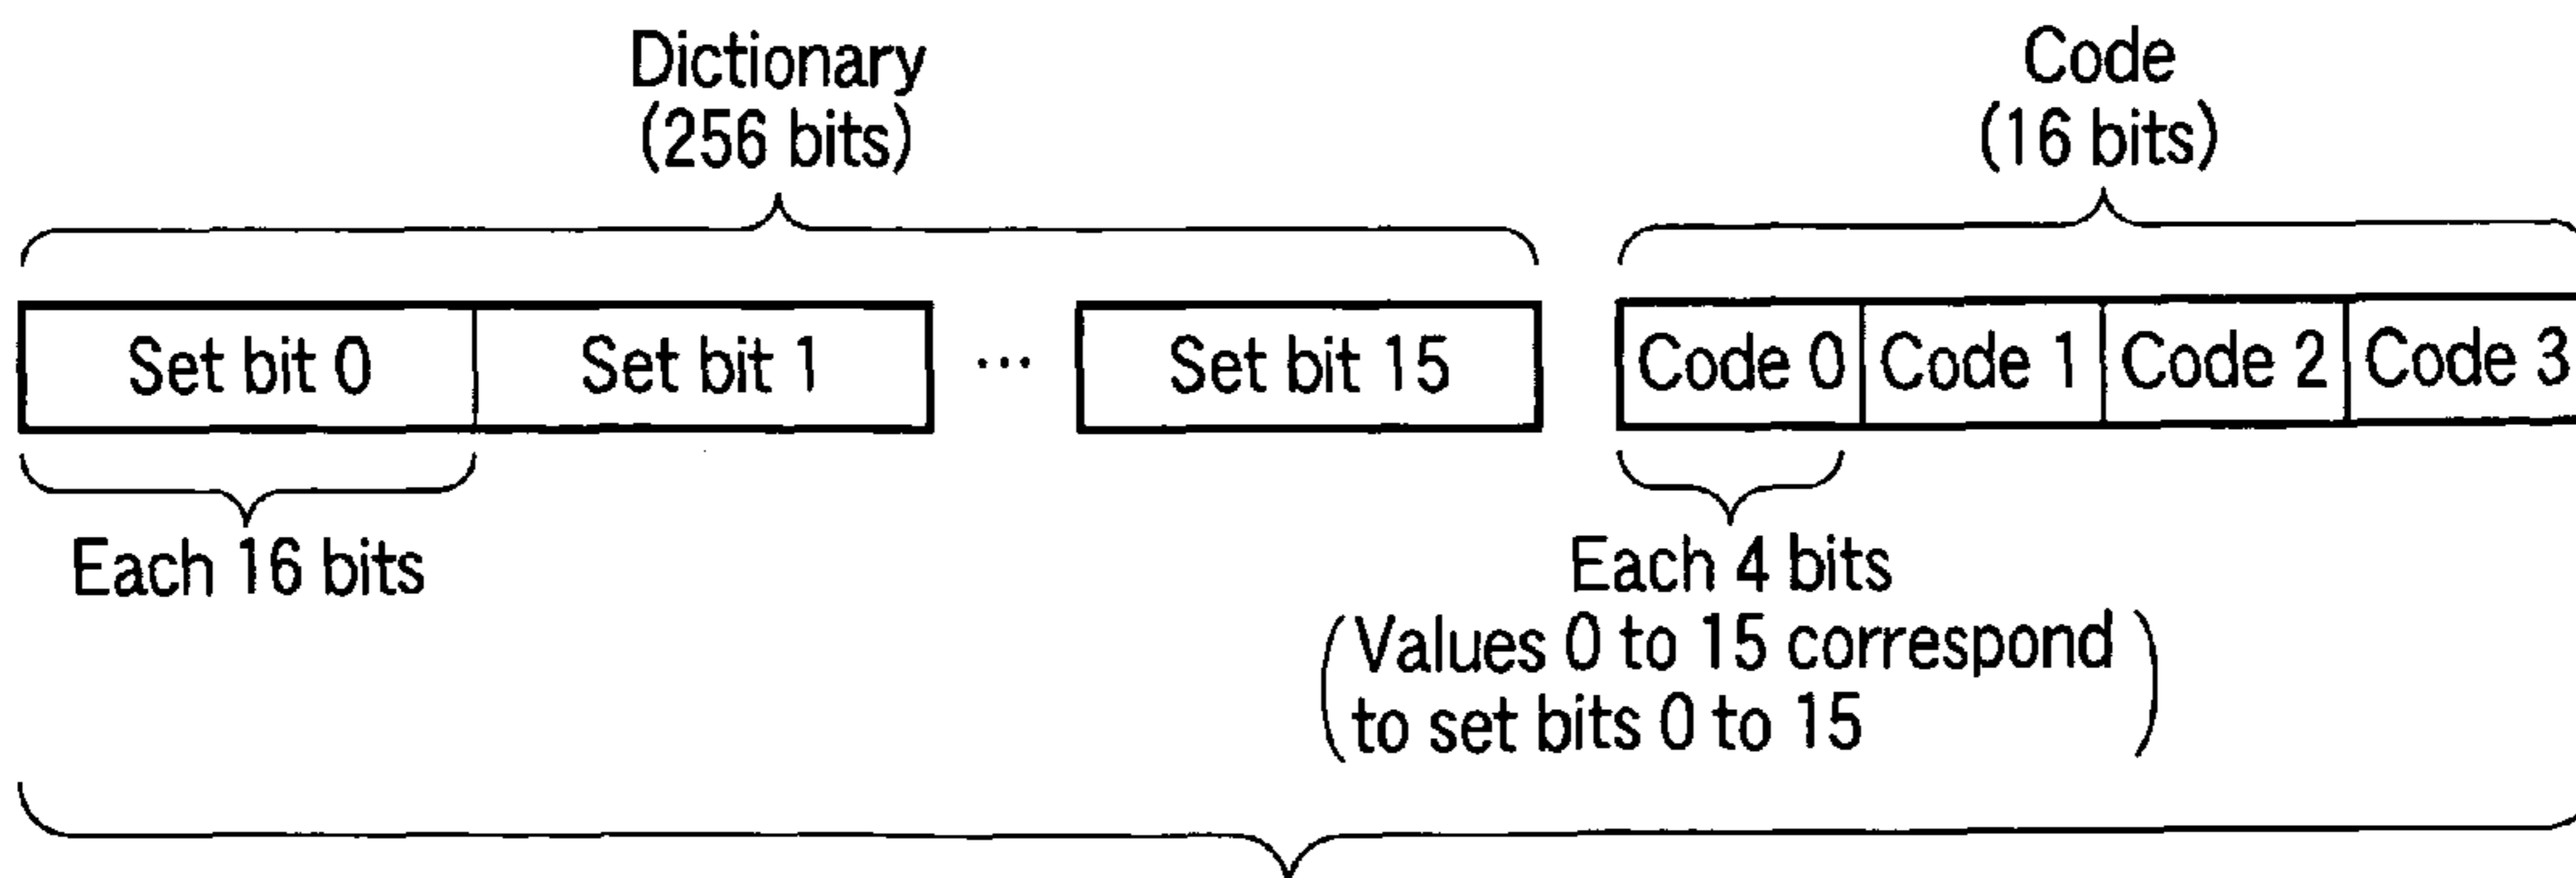 Dictionary
(256 bits)
Code
(16 bits)
Set bit 0 Set bit 1 ... Set bit 15 Code 0 Code 1 Code 2 Code 3
Each 16 bits
Each 4 bits
(Values 0 to 15 correspond
to set bits 0 to 15)